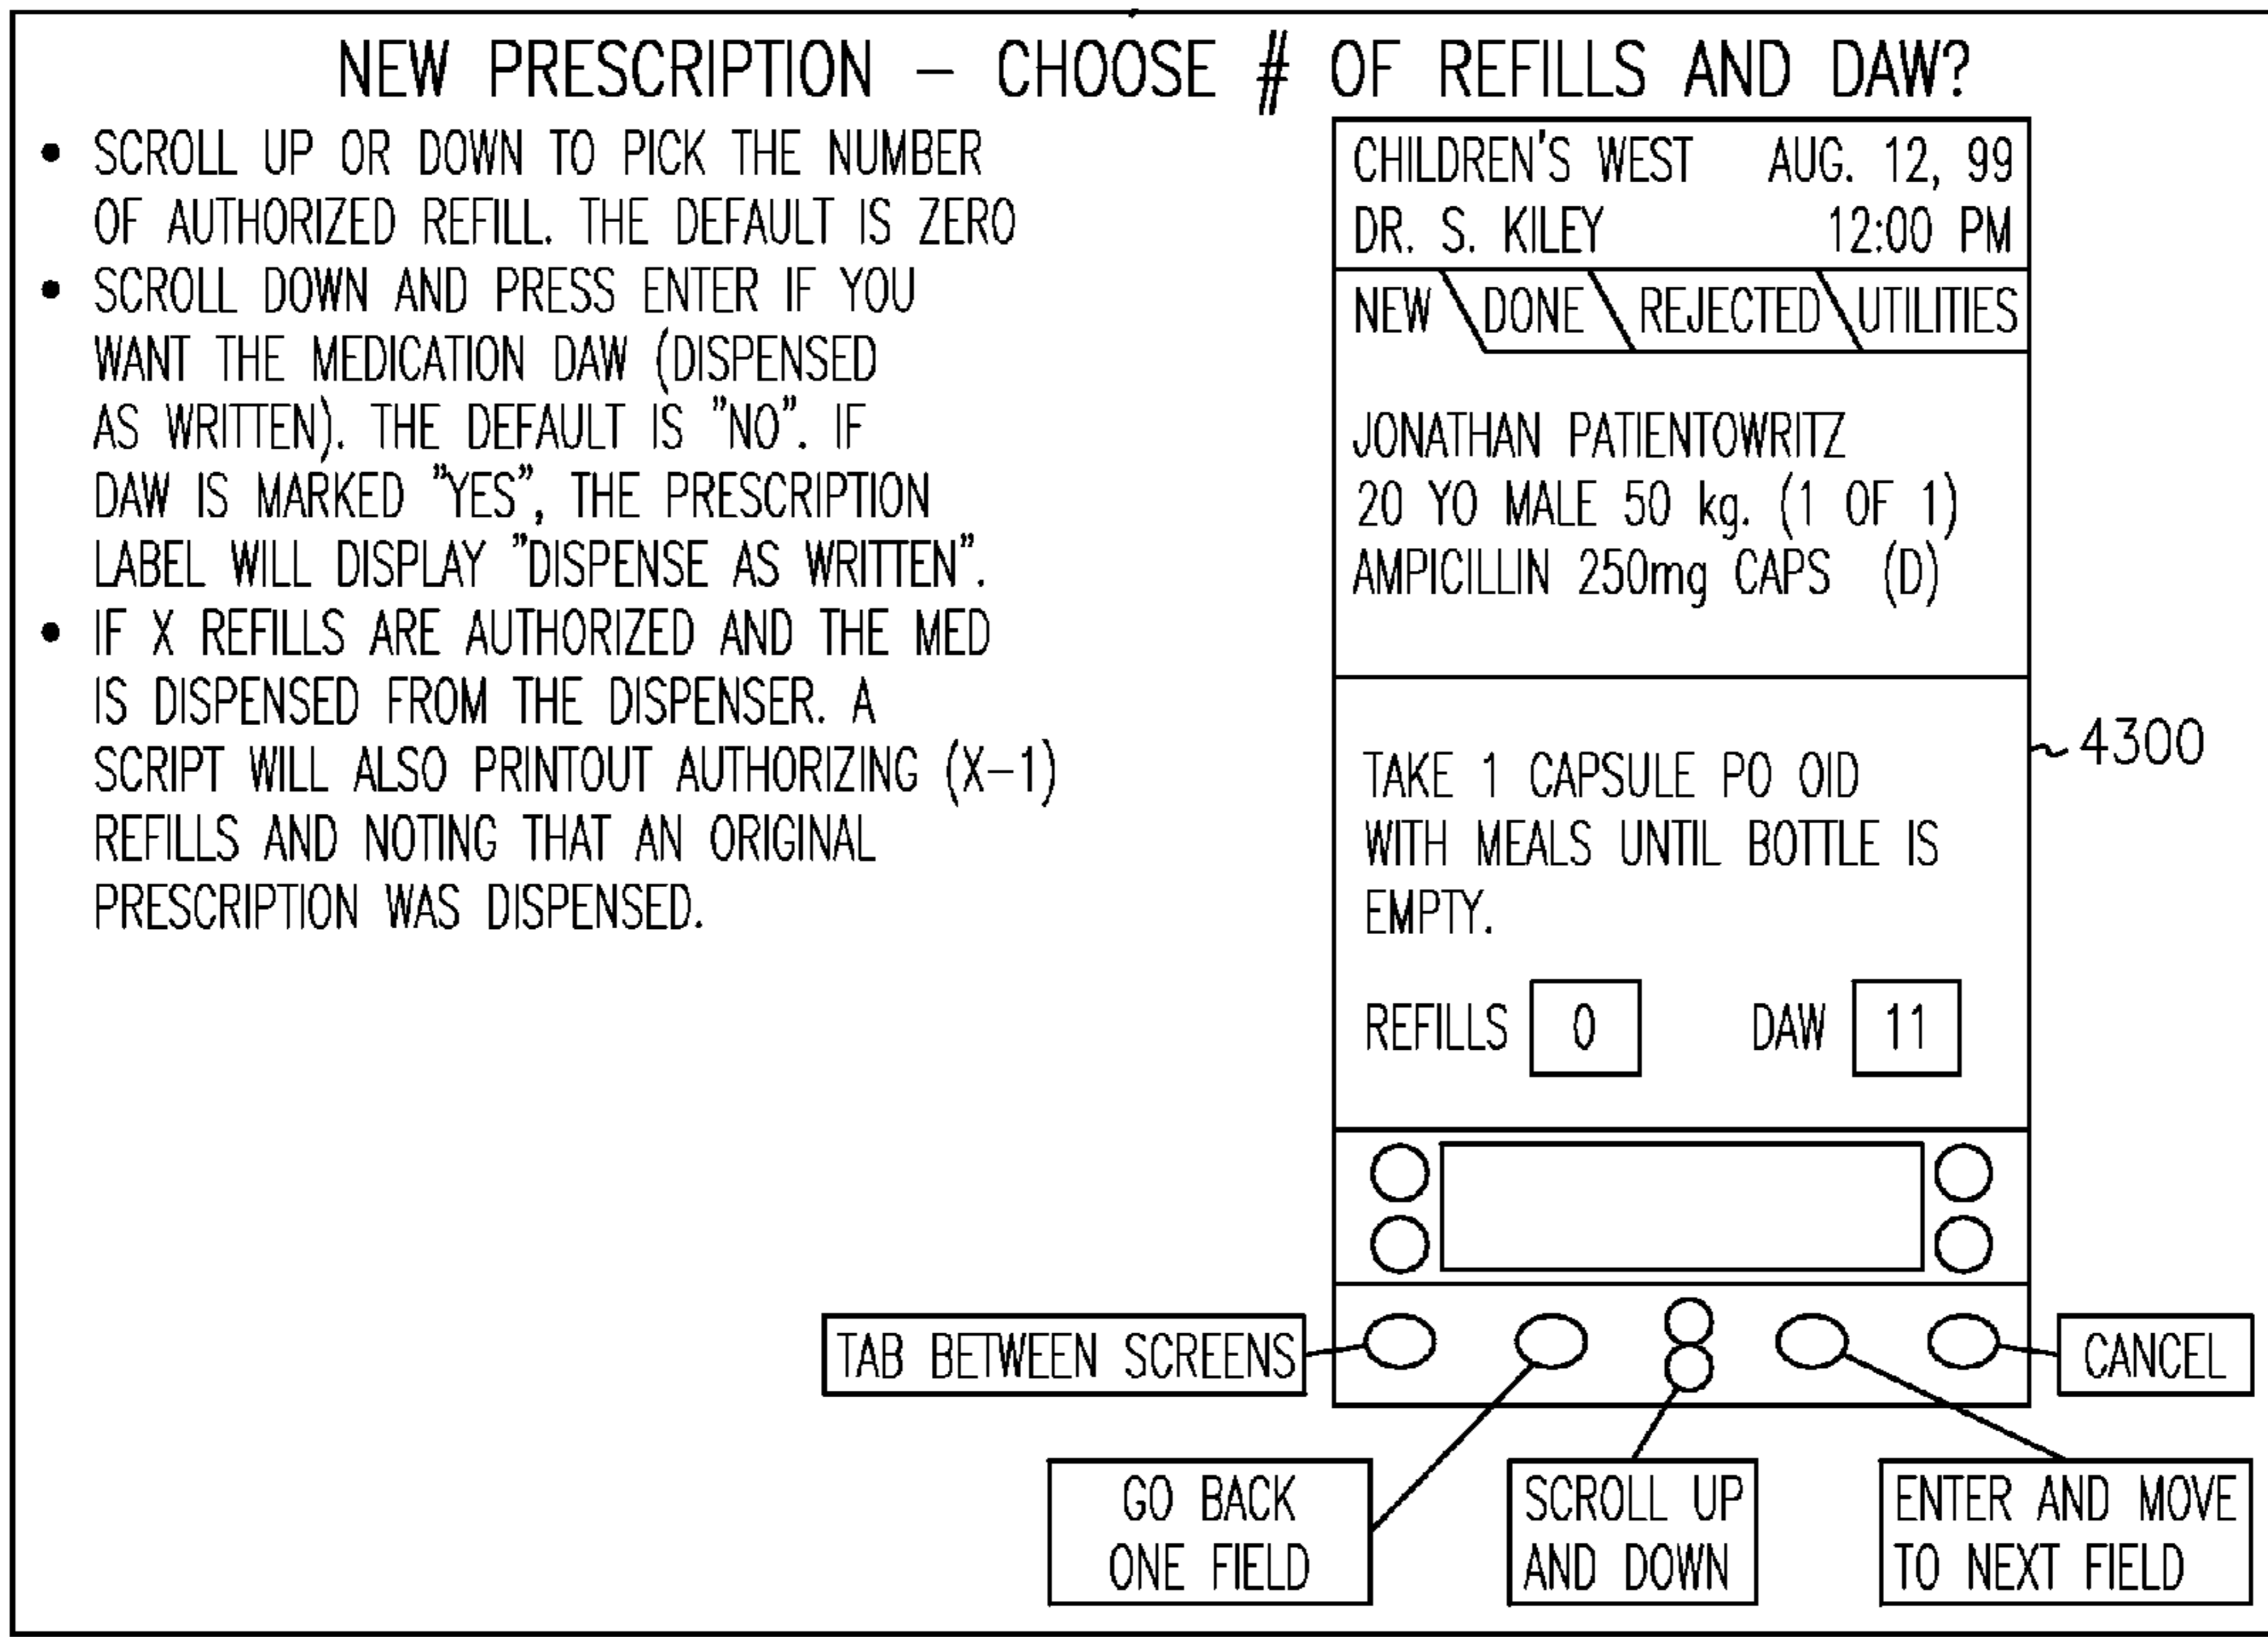 NEW PRESCRIPTION – CHOOSE # OF REFILLS AND DAW?
• SCROLL UP OR DOWN TO PICK THE NUMBER
OF AUTHORIZED REFILL. THE DEFAULT IS ZERO
• SCROLL DOWN AND PRESS ENTER IF YOU
WANT THE MEDICATION DAW (DISPENSED
AS WRITTEN). THE DEFAULT IS "NO". IF
DAW IS MARKED "YES", THE PRESCRIPTION
LABEL WILL DISPLAY "DISPENSE AS WRITTEN".
• IF X REFILLS ARE AUTHORIZED AND THE MED
IS DISPENSED FROM THE DISPENSER. A
SCRIPT WILL ALSO PRINTOUT AUTHORIZING (X–1)
REFILLS AND NOTING THAT AN ORIGINAL
PRESCRIPTION WAS DISPENSED.
CHILDREN'S WEST AUG. 12, 99
DR. S. KILEY 12:00 PM
NEW DONE REJECTED UTILITIES
JONATHAN PATIENTOWRITZ
20 YO MALE 50 kg. (1 OF 1)
AMPICILLIN 250mg CAPS (D)
4300
TAKE 1 CAPSULE PO OID
WITH MEALS UNTIL BOTTLE IS
EMPTY.
REFILLS 0 DAW 11
TAB BETWEEN SCREENS
CANCEL
GO BACK
ONE FIELD
SCROLL UP
AND DOWN
ENTER AND MOVE
TO NEXT FIELD